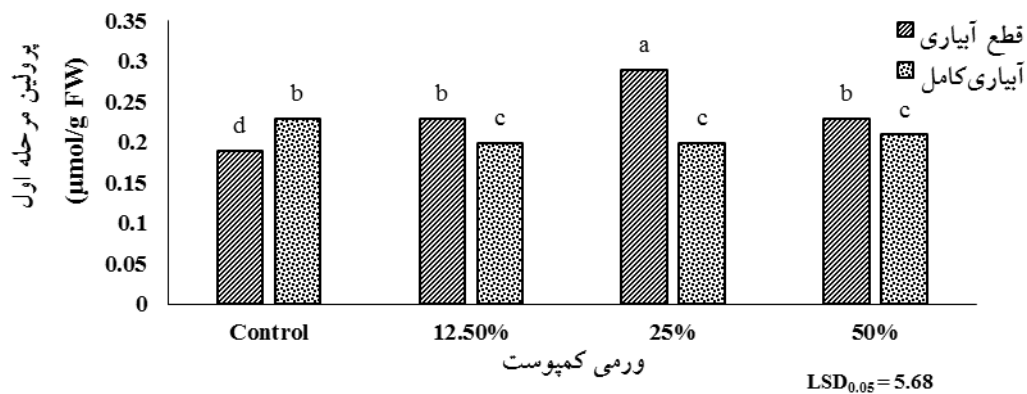 قطع آبیاری
آبیاری کامل
پرولین مرحله اول
(µmol/g FW)
0.35
0.3
0.25
0.2
0.15
0.1
0.05
0
d
b
b
c
a
c
b
c
Control
12.50%
25%
50%
ورمی کمپوست
LSD0.05 = 5.68